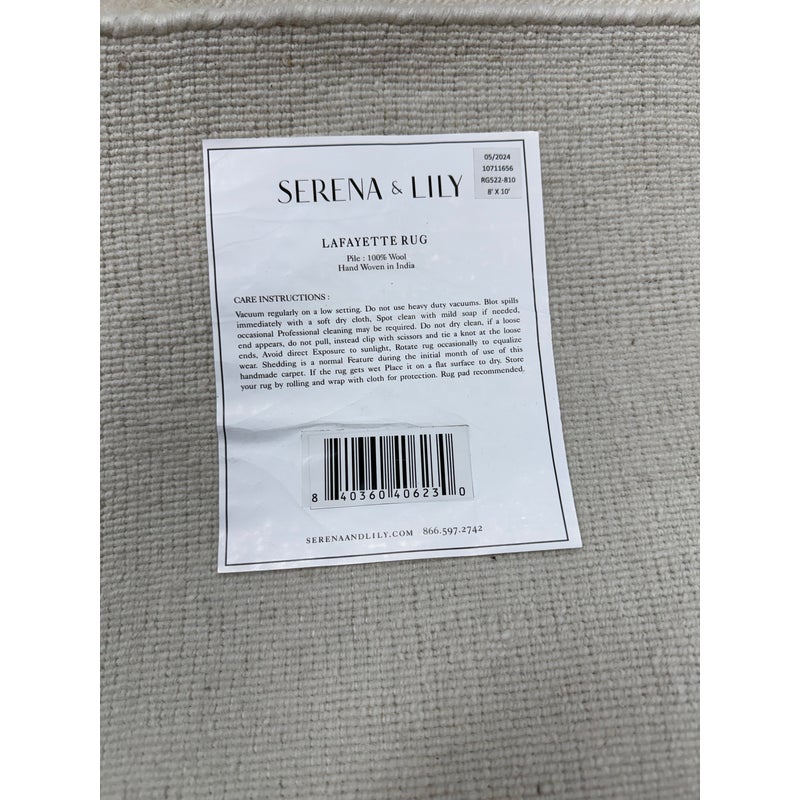 05/2024
10711656
RG522-810
8' X 10'
SERENA & LILY
LAFAYETTE RUG
Pile : 100% Wool
Hand Woven in India
CARE INSTRUCTIONS :
Vacuum regularly on a low setting. Do not use heavy duty vacuums. Blot spills
immediately with a soft dry cloth, Spot clean with mild soap if needed,
occasional Professional cleaning may be required. Do not dry clean, if a loose
end appears, do not pull, instead clip with scissors and tie a knot at the loose
ends, Avoid direct Exposure to sunlight, Rotate rug occasionally to equalize
wear. Shedding is a normal Feature during the initial month of use of this
handmade carpet. If the rug gets wet Place it on a flat surface to dry. Store
your rug by rolling and wrap with cloth for protection. Rug pad recommended.
8 40360 40623 0
SERENAANDLILY.COM 866.597.2742